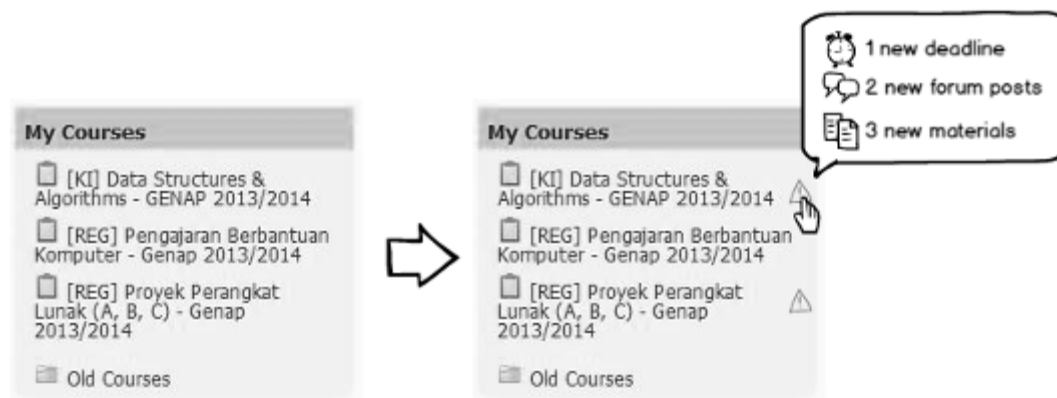 My Courses
[KI] Data Structures &
Algorithms - GENAP 2013/2014
[REG] Pengajaran Berbantuan
Komputer - Genap 2013/2014
[REG] Proyek Perangkat
Lunak (A, B, C) - Genap
2013/2014
Old Courses
My Courses
[KI] Data Structures &
Algorithms - GENAP 2013/2014
[REG] Pengajaran Berbantuan
Komputer - Genap 2013/2014
[REG] Proyek Perangkat
Lunak (A, B, C) - Genap
2013/2014
Old Courses
1 new deadline
2 new forum posts
3 new materials